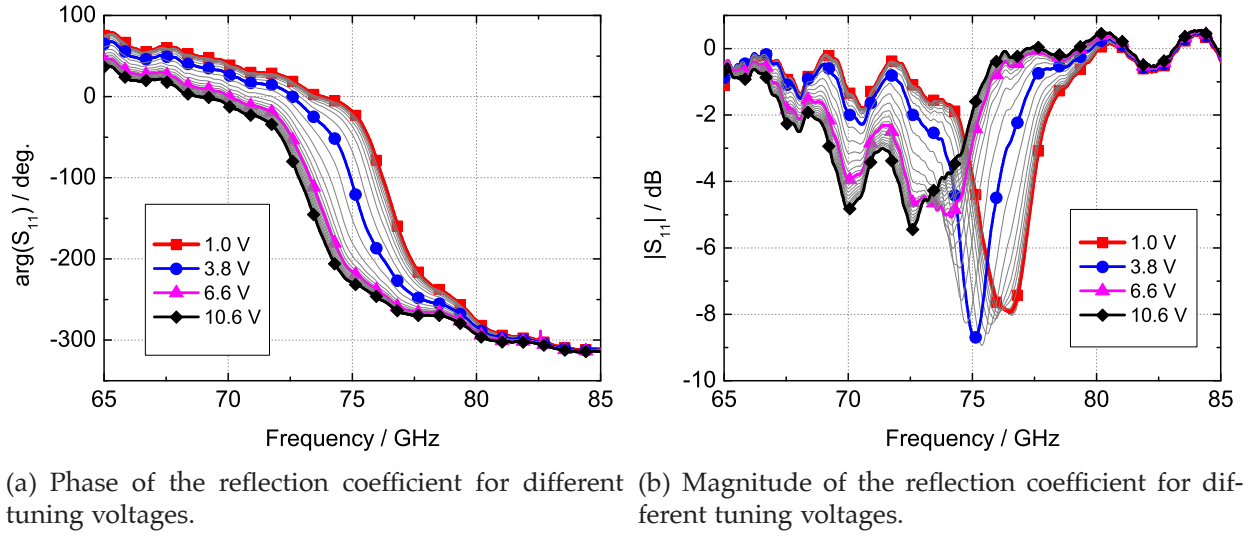 100
0
-100
-200
-300
arg(S11) / deg.
1.0 V
3.8 V
6.6 V
10.6 V
65 70 75 80 85
Frequency / GHz
0
-2
-4
-6
-8
-10
|S11| / dB
1.0 V
3.8 V
6.6 V
10.6 V
65 70 75 80 85
Frequency / GHz
(a) Phase of the reflection coefficient for different
tuning voltages.
(b) Magnitude of the reflection coefficient for dif-
ferent tuning voltages.